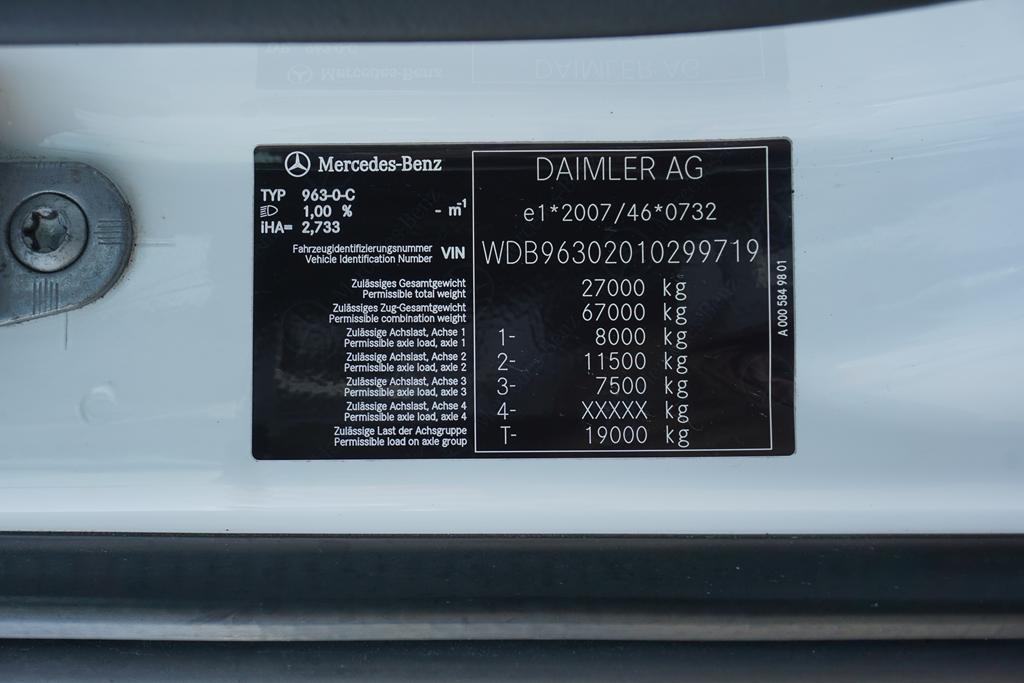 Mercedes-Benz
DAIMLER AG
TYP 963-0-C
1,00 % - m-1
iHA= 2,733
e1*2007/46*0732
Fahrzeugidentifizierungsnummer
Vehicle Identification Number VIN WDB96302010299719
Zulässiges Gesamtgewicht
Permissible total weight 27000 kg
Zulässiges Zug-Gesamtgewicht
Permissible combination weight 67000 kg
Zulässige Achslast, Achse 1
Permissible axle load, axle 1 1- 8000 kg
Zulässige Achslast, Achse 2
Permissible axle load, axle 2 2- 11500 kg
Zulässige Achslast, Achse 3
Permissible axle load, axle 3 3- 7500 kg
Zulässige Achslast, Achse 4
Permissible axle load, axle 4 4- XXXXX kg
Zulässige Last der Achsgruppe
Permissible load on axle group T- 19000 kg
A 000 584 98 01